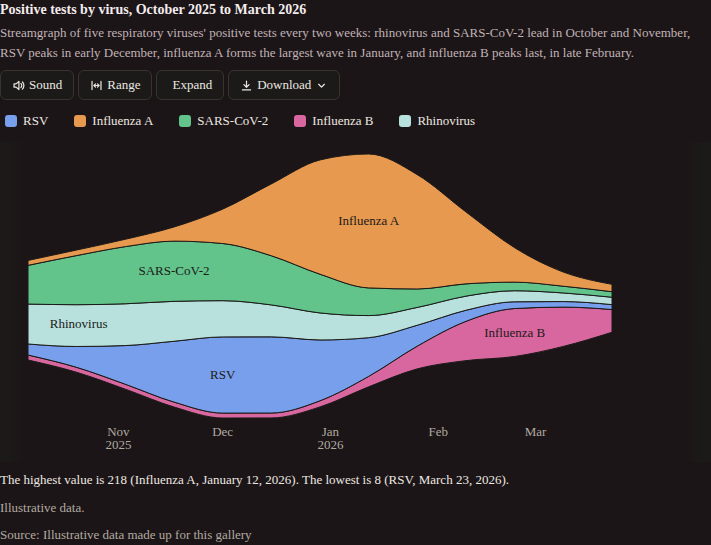 Positive tests by virus, October 2025 to March 2026
Streamgraph of five respiratory viruses' positive tests every two weeks: rhinovirus and SARS-CoV-2 lead in October and November,
RSV peaks in early December, influenza A forms the largest wave in January, and influenza B peaks last, in late February.
Sound Range Expand Download
RSV Influenza A SARS-CoV-2 Influenza B Rhinovirus
Influenza A
SARS-CoV-2
Rhinovirus
Influenza B
RSV
Nov Dec Jan Feb Mar
2025 2026
The highest value is 218 (Influenza A, January 12, 2026). The lowest is 8 (RSV, March 23, 2026).
Illustrative data.
Source: Illustrative data made up for this gallery